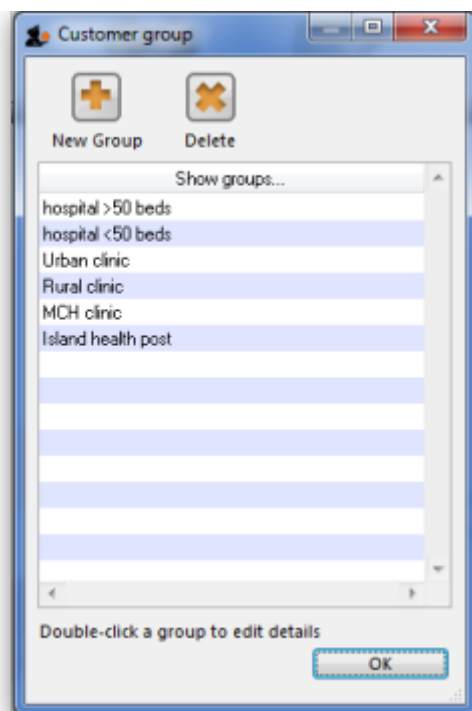 Customer group
New Group Delete
Show groups...
hospital >50 beds
hospital <50 beds
Urban clinic
Rural clinic
MCH clinic
Island health post
Double-click a group to edit details
OK